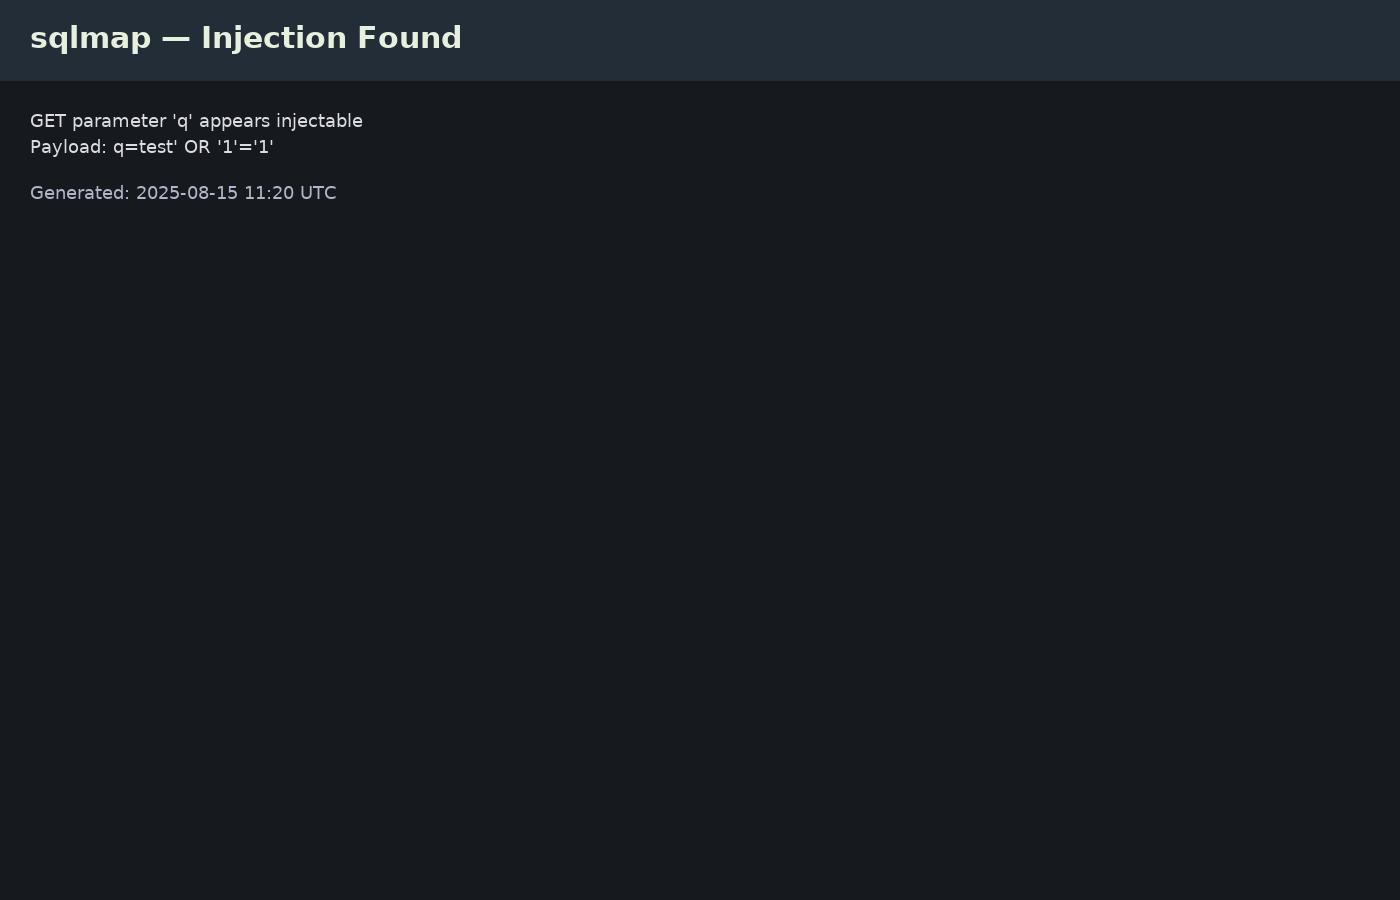 sqlmap — Injection Found
GET parameter 'q' appears injectable
Payload: q=test' OR '1'='1'
Generated: 2025-08-15 11:20 UTC